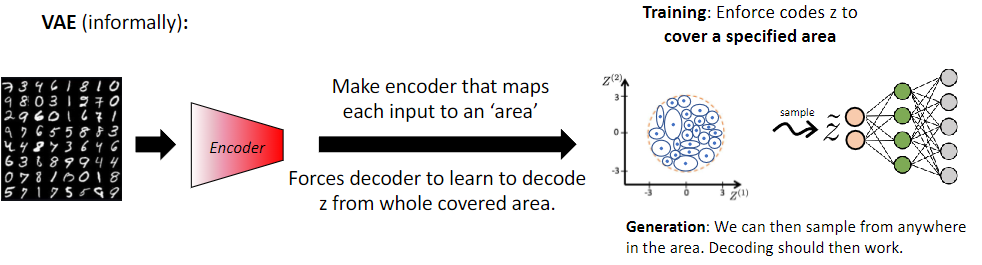 VAE (informally):
Training: Enforce codes z to
cover a specified area
7 3 4 6 1 8 1 0
9 8 0 3 1 2 7 0
2 9 6 0 1 6 7 1
9 7 6 5 5 8 8 3
4 4 8 7 3 6 4 6
6 3 8 8 9 9 4 4
0 7 8 1 0 0 1 8
5 7 1 7 5 5 9 9
Encoder
Make encoder that maps
each input to an ‘area’
Forces decoder to learn to decode
z from whole covered area.
Z⁽²⁾
3
0
-3
-3 0 3 Z⁽¹⁾
sample
z̃
z̃
Generation: We can then sample from anywhere
in the area. Decoding should then work.